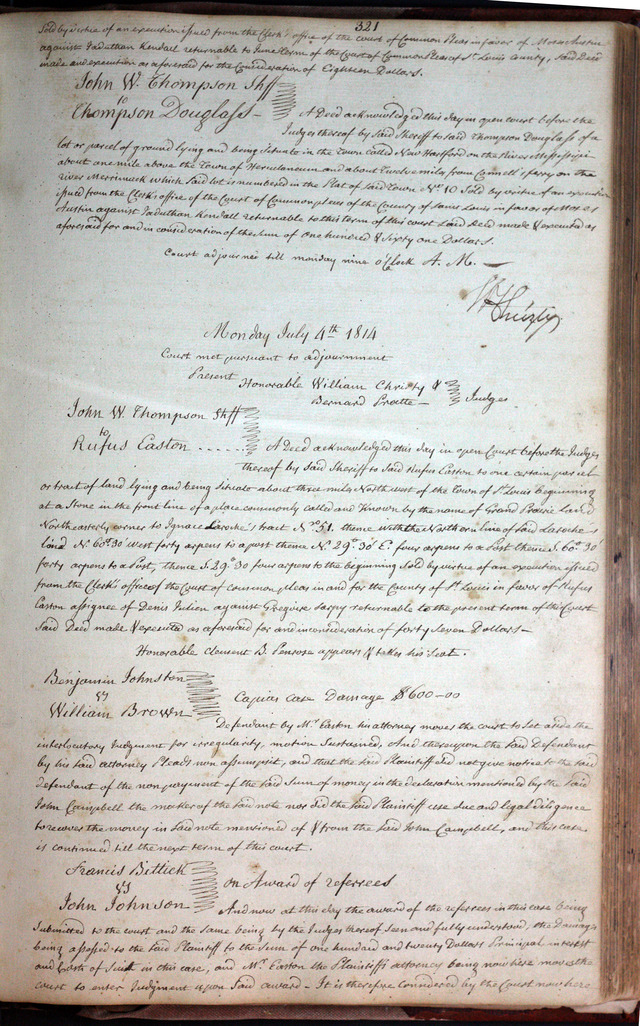 321
Sold by virtue of an execution issued from the Clerk's office of the court of Common Pleas in favor of Moses Austin
against Jaduthan Kendall returnable to June Term of the Court of Common Pleas of St. Louis County, said Deed
made and execution as aforesaid for the Consideration of Eighteen Dollars.
John W. Thompson Shff
to
Thompson Douglass - A Deed acknowledged this day in open court before the
Judges thereof by said Sheriff to said Thompson Douglass of a
lot or parcel of ground lying and being situate in the Town called New Hartford on the River Mississippi
about one mile above the Town of Herculaneum and about Twelve miles from Connell's ferry on the
River Merrimack which said lot is numbered in the Plat of said Town No. 10 Sold by virtue of an execution
issued from the Clerk's office of the Court of Common pleas of the County of Saint Louis in favor of Moses
Austin against Jaduthan Kendall returnable to this term of this court said Deed made & executed as
aforesaid for and in consideration of the sum of One hundred & Sixty one Dollars.
Court adjourned till monday nine o'Clock A. M. -
Monday July 4th 1814
Court met pursuant to adjournment
Present
Honorable William Christy &
Bernard Pratte - Judges
John W. Thompson Shff
to
Rufus Easton ..... A Deed acknowledged this day in open Court before the Judges
thereof by said Sheriff to said Rufus Easton to one certain parcel
or tract of land lying and being Situate about three miles North west of the Town of St Louis beginning
at a Stone in the front line of a place commonly called and Known by the name of Grand Prairie
North easterly corner to Ignace Laroche's tract No. 51. thence with the Northern line of said Laroche's
land N. 60° 30' west forty arpens to a post thence N. 29° 30' E. four arpens to a Post thence S. 60° 30'
forty arpens to a Post, thence S. 29° 30 four arpens to the beginning Sold by virtue of an execution issued
from the Clerk's office of the Court of common pleas in and for the County of St. Louis in favor of Rufus
Easton assignee of Denis Julien against Gregoire Sarpy returnable to the present term of this Court
Said Deed made & executed as aforesaid for and in consideration of forty Seven Dollars -
Honorable Clement B. Penrose appears & takes his Seat.
Benjamin Johnston
vs
William Brown
Capias case Damage $600-00
Defendant by Mr. Easton his attorney moves the court to Set aside the
interlocutory Judgment for irregularity, motion Sustained, And thereupon the said Defendant
by his said attorney Pleads non assumpsit, and that the said Plaintiff did not give notice to the said
defendant of the non payment of the said Sum of money in the declaration mentioned by the said
John Campbell the maker of the said note nor did the said Plaintiff use due and legal diligence
to recover the money in said note mentioned of & from the said John Campbell, and this case
is continued till the next term of this court.
Francis Bittick
vs
John Johnson
on Award of referees
And now at this day the award of the referees in this case being
Submitted to the court and the same being by the Judges thereof Seen and fully understood, the Damages
being assessed to the said Plaintiff to the Sum of one hundred and twenty Dollars Principal interest
and Costs of Suit in this case, and Mr. Easton the Plaintiff's attorney being now here moves the
court to enter Judgment upon said award - It is therefore considered by the Court now here